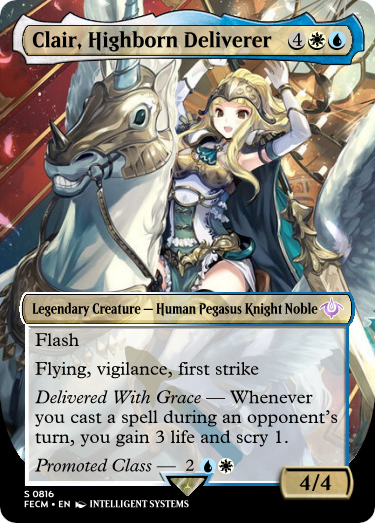 Clair, Highborn Deliverer 4
Legendary Creature — Human Pegasus Knight Noble
Flash
Flying, vigilance, first strike
Delivered With Grace — Whenever
you cast a spell during an opponent's
turn, you gain 3 life and scry 1.
Promoted Class — 2
4/4
S 0816
FECM • EN INTELLIGENT SYSTEMS